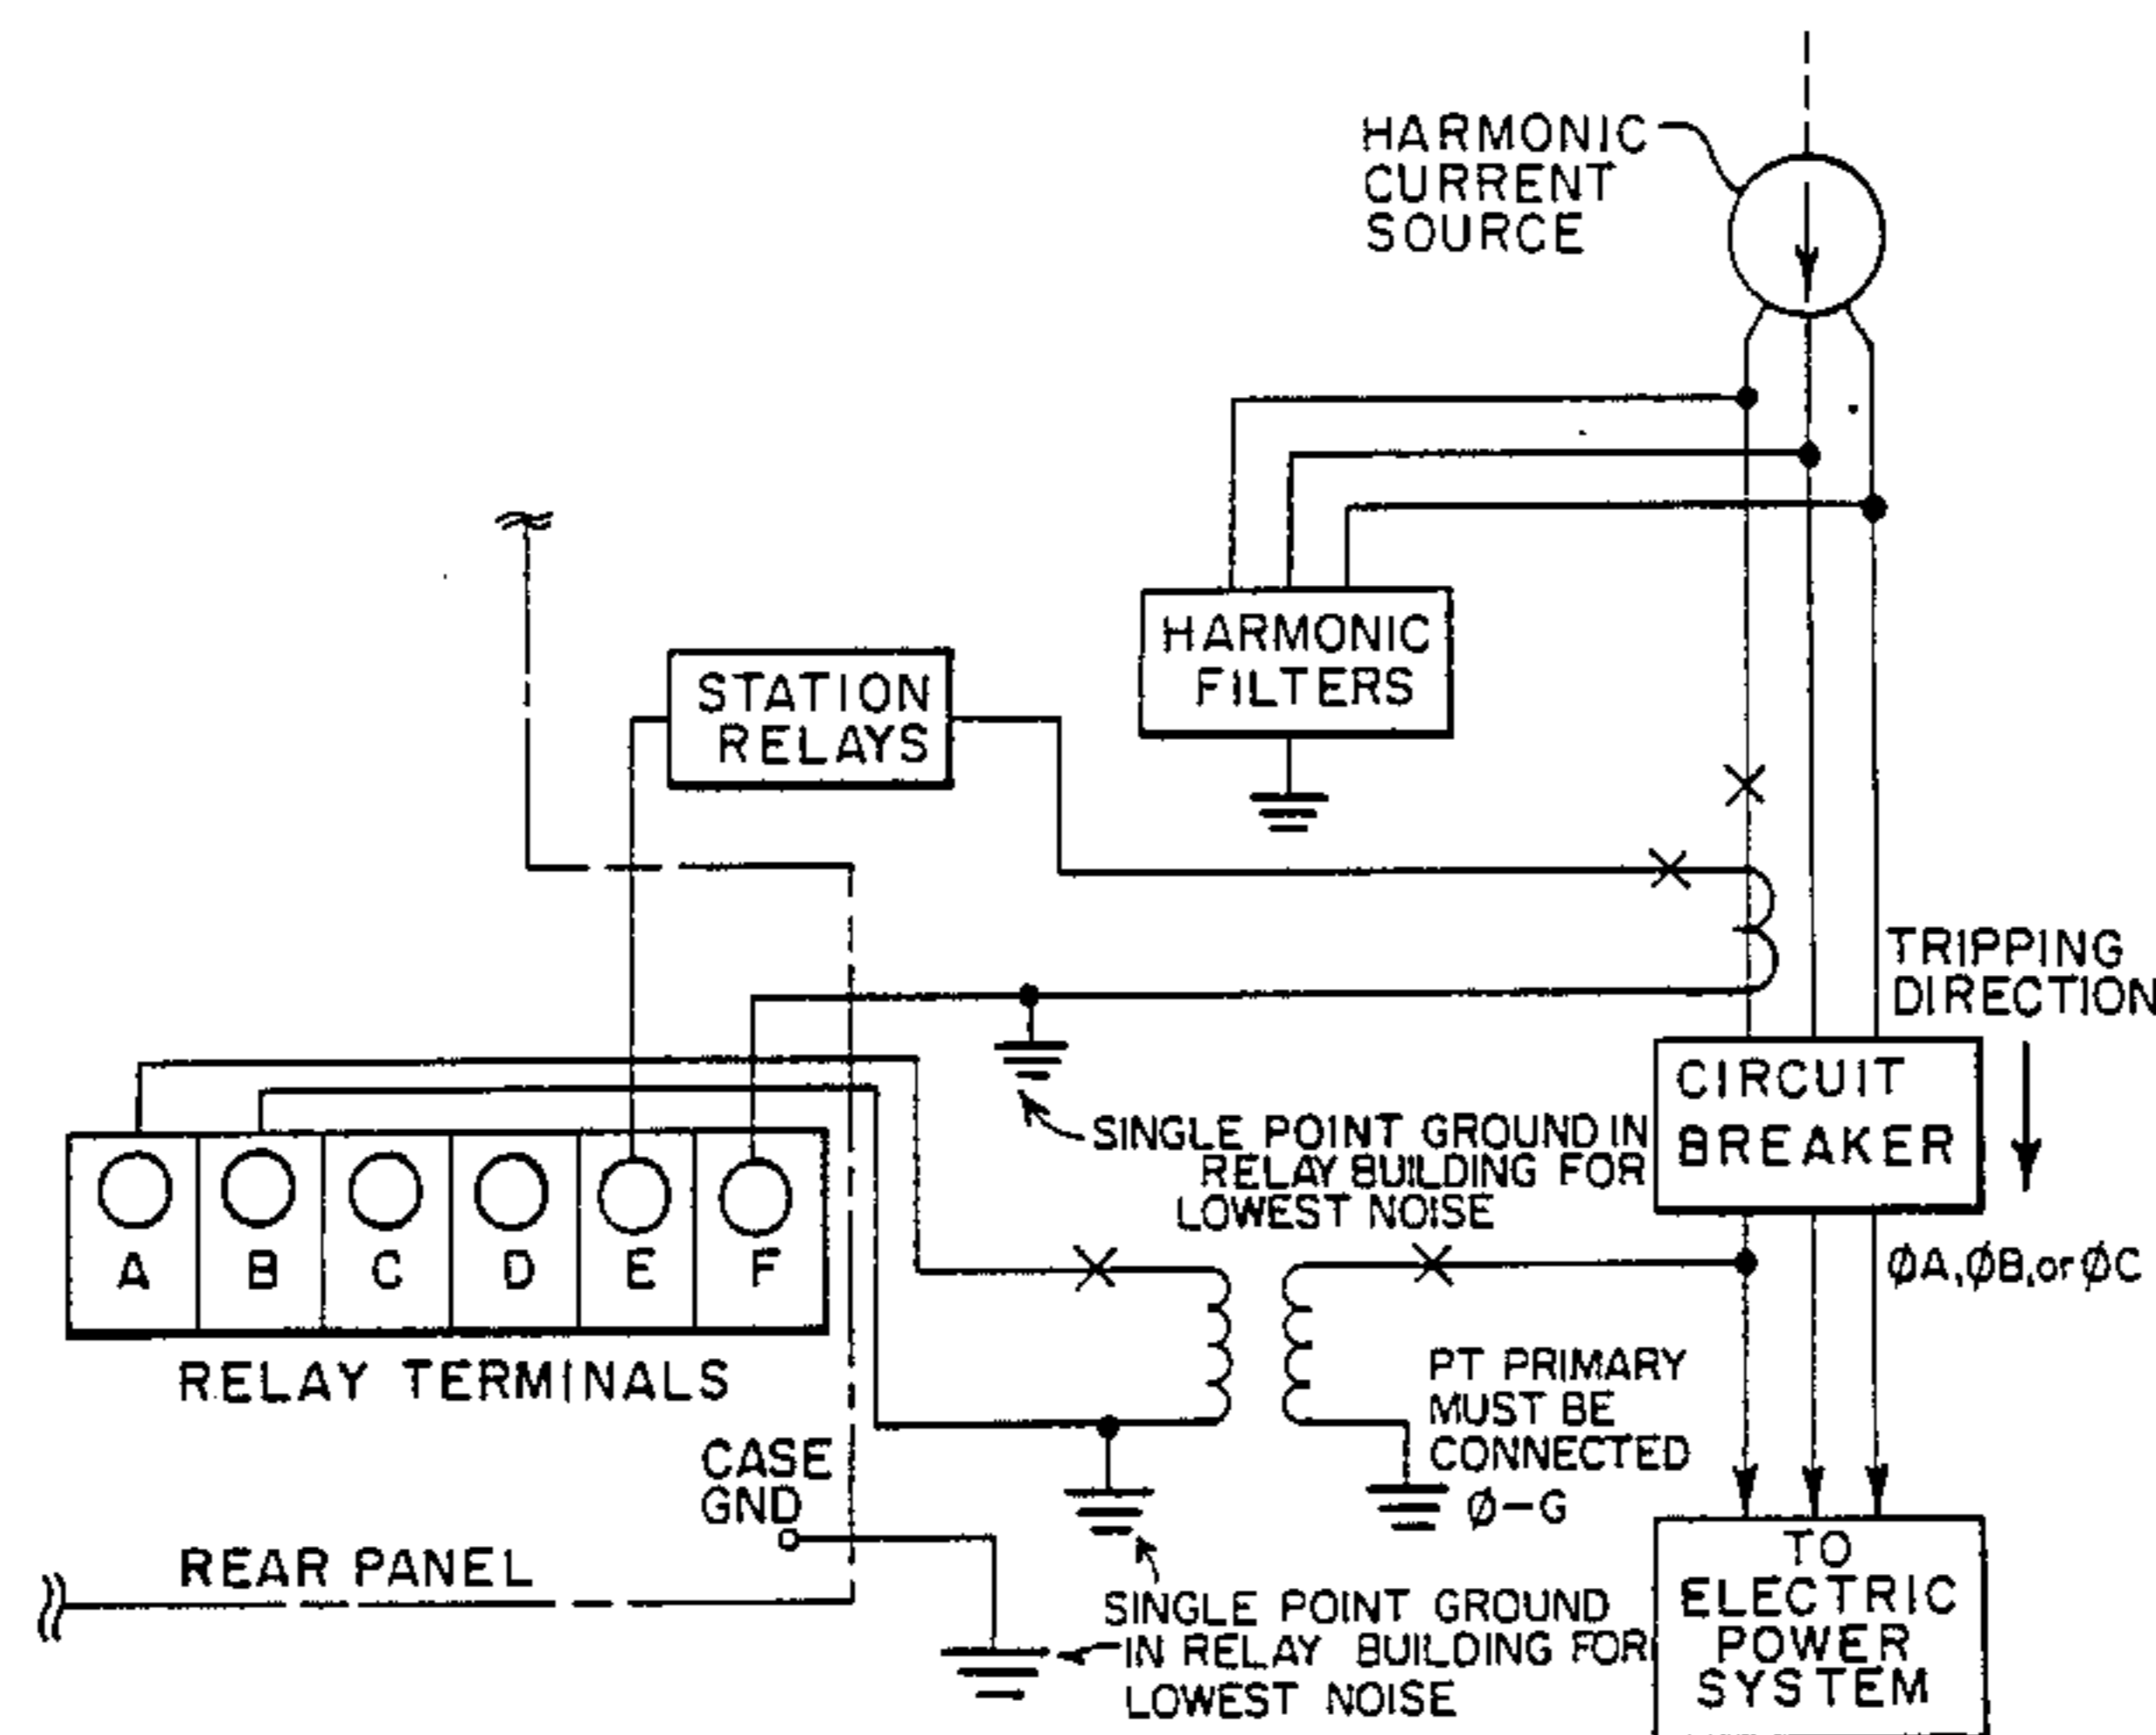 HARMONIC
CURRENT
SOURCE
HARMONIC
FILTERS
STATION
RELAYS
TRIPPING
DIRECTION
CIRCUIT
BREAKER
SINGLE POINT GROUND IN
RELAY BUILDING FOR
LOWEST NOISE
A B C D E F
RELAY TERMINALS
ØA,ØB,or ØC
PT PRIMARY
MUST BE
CONNECTED
Ø-G
CASE
GND
REAR PANEL
SINGLE POINT GROUND
IN RELAY BUILDING FOR
LOWEST NOISE
TO
ELECTRIC
POWER
SYSTEM